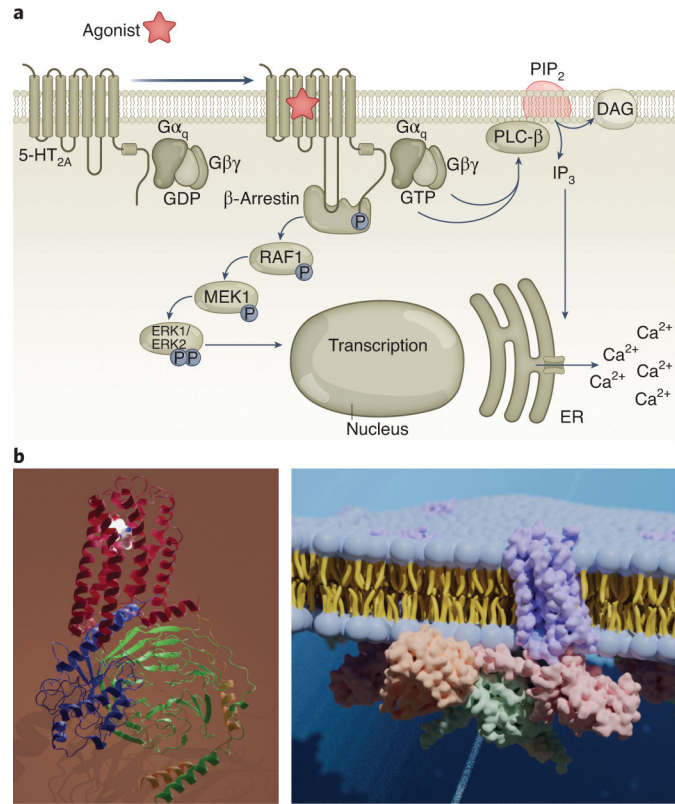 a
Agonist
5-HT2A
Gαq
Gβγ
GDP
β-Arrestin
P
RAF1
P
MEK1
P
ERK1/
ERK2
PP
Gαq
Gβγ
GTP
PIP2
PLC-β
DAG
IP3
Transcription
Nucleus
ER
Ca2+
Ca2+
Ca2+
Ca2+
Ca2+
b